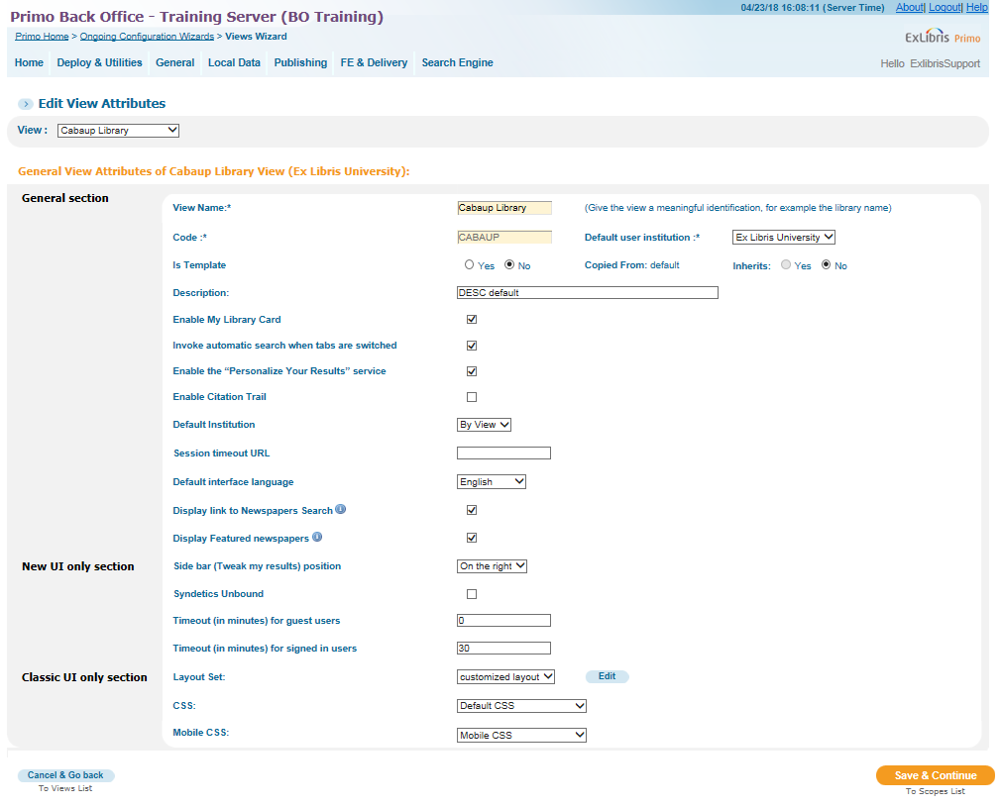 Primo Back Office - Training Server (BO Training)
04/23/18 16:08:11 (Server Time) About| Logout| Help
Primo Home > Ongoing Configuration Wizards > Views Wizard
ExLibris Primo
Home Deploy & Utilities General Local Data Publishing FE & Delivery Search Engine
Hello ExlibrisSupport
Edit View Attributes
View : Cabaup Library
General View Attributes of Cabaup Library View (Ex Libris University):
General section
View Name:* Cabaup Library (Give the view a meaningful identification, for example the library name)
Code :* CABAUP Default user institution :* Ex Libris University
Is Template Yes No Copied From: default Inherits: Yes No
Description: DESC default
Enable My Library Card
Invoke automatic search when tabs are switched
Enable the “Personalize Your Results” service
Enable Citation Trail
Default Institution By View
Session timeout URL
Default interface language English
Display link to Newspapers Search
Display Featured newspapers
New UI only section Side bar (Tweak my results) position On the right
Syndetics Unbound
Timeout (in minutes) for guest users 0
Timeout (in minutes) for signed in users 30
Classic UI only section Layout Set: customized layout Edit
CSS: Default CSS
Mobile CSS: Mobile CSS
Cancel & Go back Save & Continue
To Views List To Scopes List